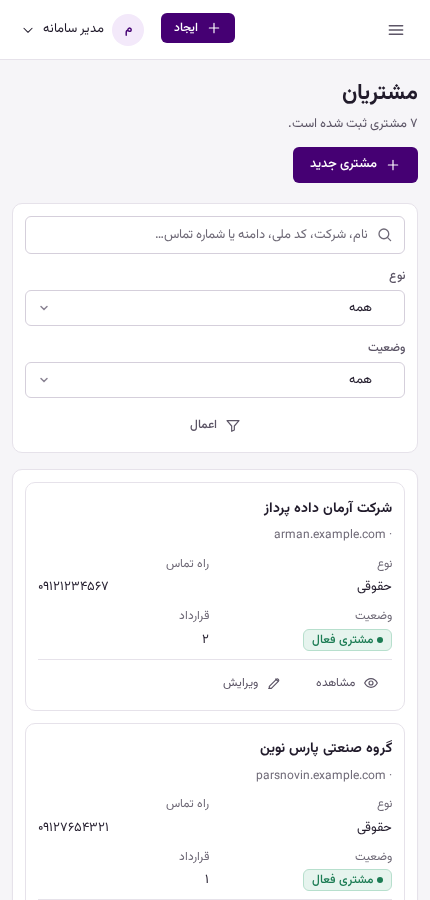 ایجاد
م
مدیر سامانه
مشتریان
۷ مشتری ثبت شده است.
مشتری جدید
نام، شرکت، کد ملی، دامنه یا شماره تماس...
نوع
همه
وضعیت
همه
اعمال
شرکت آرمان داده پرداز
· arman.example.com
نوع
راه تماس
حقوقی
۰۹۱۲۱۲۳۴۵۶۷
وضعیت
قرارداد
مشتری فعال
۲
مشاهده
ویرایش
گروه صنعتی پارس نوین
· parsnovin.example.com
نوع
راه تماس
حقوقی
۰۹۱۲۷۶۵۴۳۲۱
وضعیت
قرارداد
مشتری فعال
۱